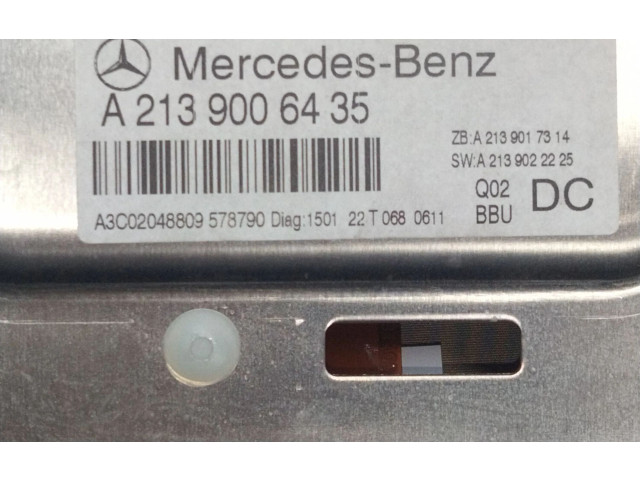 Mercedes-Benz
A 213 900 64 35
ZB:A 213 901 73 14
SW:A 213 902 22 25
Q02
BBU
DC
A3C02048809 578790 Diag:1501 22 T 068 0611